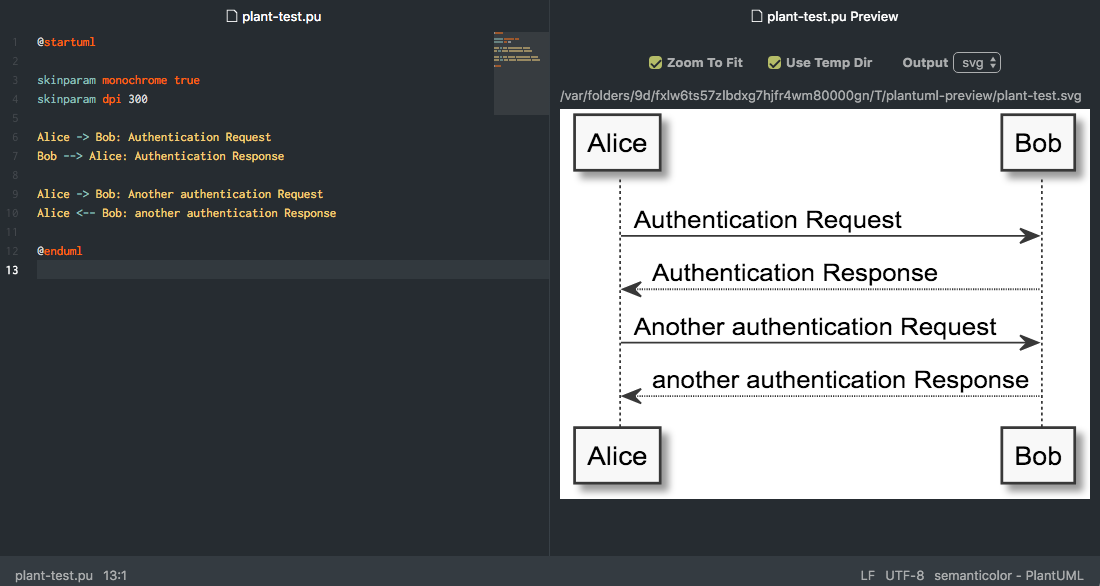 plant-test.pu
1 @startuml
2
3 skinparam monochrome true
4 skinparam dpi 300
5
6 Alice -> Bob: Authentication Request
7 Bob --> Alice: Authentication Response
8
9 Alice -> Bob: Another authentication Request
10 Alice <-- Bob: another authentication Response
11
12 @enduml
13
plant-test.pu Preview
Zoom To Fit Use Temp Dir Output svg
/var/folders/9d/fxlw6ts57zlbdxg7hjfr4wm80000gn/T/plantuml-preview/plant-test.svg
Alice Bob
Authentication Request
Authentication Response
Another authentication Request
another authentication Response
Alice Bob
plant-test.pu 13:1 LF UTF-8 semanticolor - PlantUML